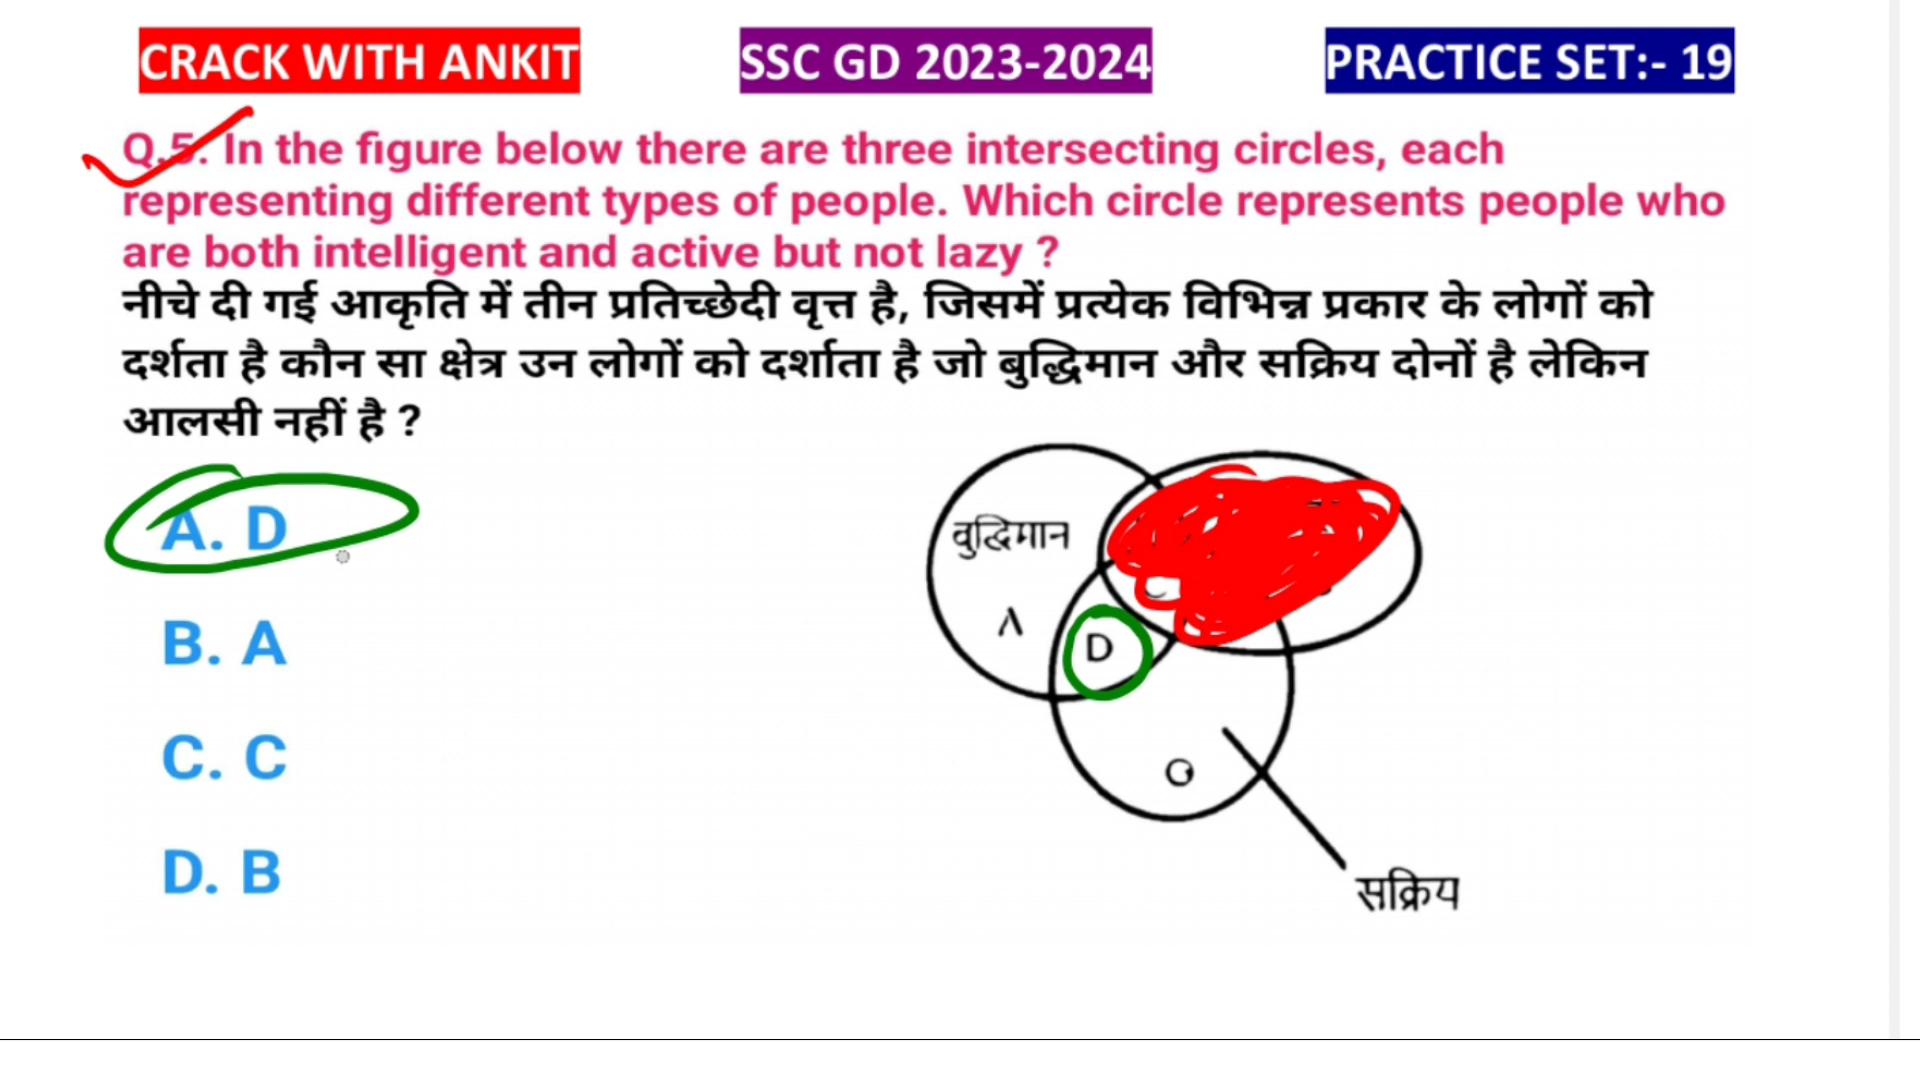 CRACK WITH ANKIT SSC GD 2023-2024 PRACTICE SET:- 19
Q.5. In the figure below there are three intersecting circles, each
representing different types of people. Which circle represents people who
are both intelligent and active but not lazy ?
नीचे दी गई आकृति में तीन प्रतिच्छेदी वृत्त है, जिसमें प्रत्येक विभिन्न प्रकार के लोगों को
दर्शता है कौन सा क्षेत्र उन लोगों को दर्शाता है जो बुद्धिमान और सक्रिय दोनों है लेकिन
आलसी नहीं है ?
A. D
B. A
C. C
D. B
बुद्धिमान
A
D
G
सक्रिय